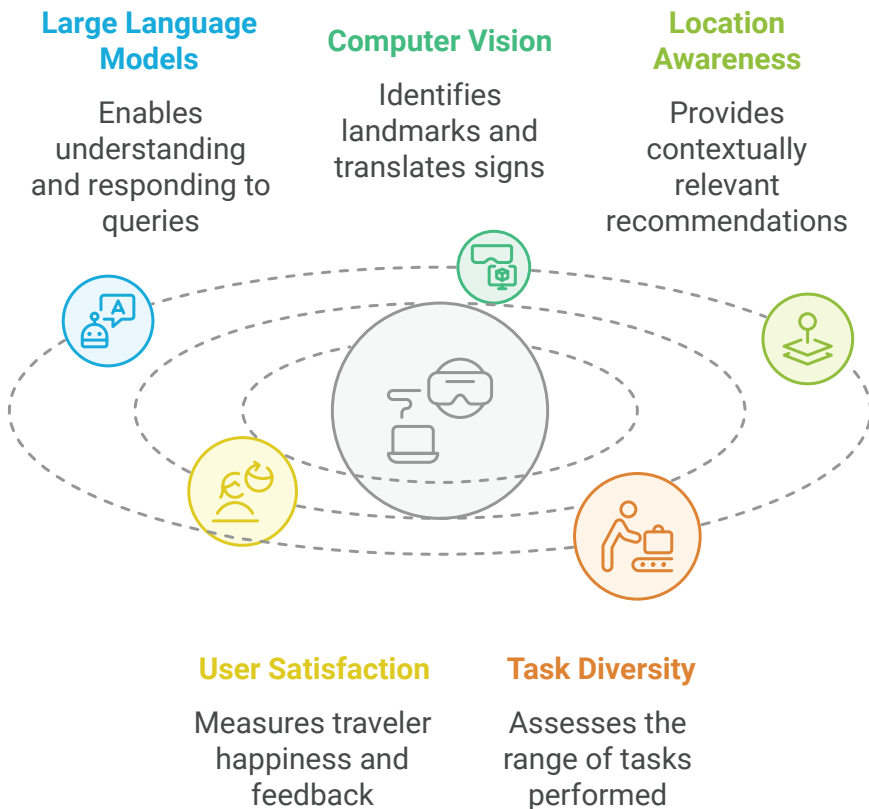 Large Language
Models
Enables
understanding
and responding to
queries
Computer Vision
Identifies
landmarks and
translates signs
Location
Awareness
Provides
contextually
relevant
recommendations
A
User Satisfaction
Measures traveler
happiness and
feedback
Task Diversity
Assesses the
range of tasks
performed